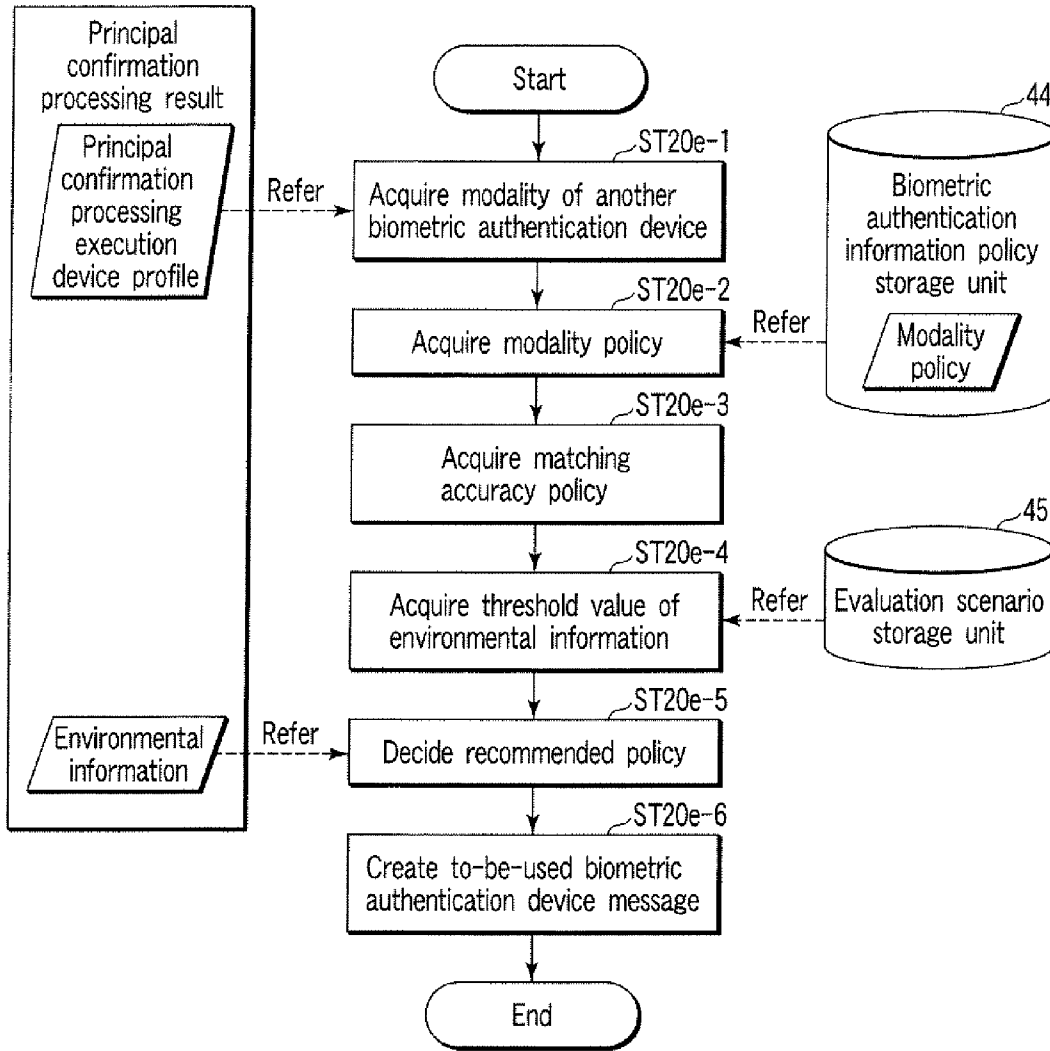 Principal
confirmation
processing result
Principal
confirmation
processing
execution
device profile
Refer
Environmental
information
Refer
Start
ST20e-1
Acquire modality of another
biometric authentication device
ST20e-2
Acquire modality policy
ST20e-3
Acquire matching
accuracy policy
ST20e-4
Acquire threshold value of
environmental information
ST20e-5
Decide recommended policy
ST20e-6
Create to-be-used biometric
authentication device message
End
44
Biometric
authentication
information policy
storage unit
Refer
Modality
policy
45
Refer
Evaluation scenario
storage unit